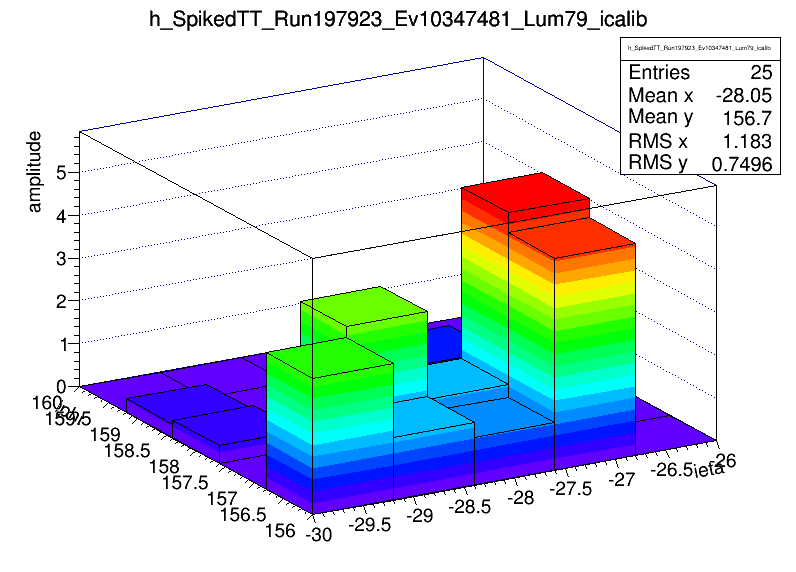 h_SpikedTT_Run197923_Ev10347481_Lum79_icalib
h_SpikedTT_Run197923_Ev10347481_Lum79_icalib
Entries 25
Mean x -28.05
Mean y 156.7
RMS x 1.183
RMS y 0.7496
amplitude
5
4
3
2
1
0
160
159.5
159
158.5
158
157.5
157
156.5
156
-30
-29.5
-29
-28.5
-28
-27.5
-27
-26.5
-26
ieta